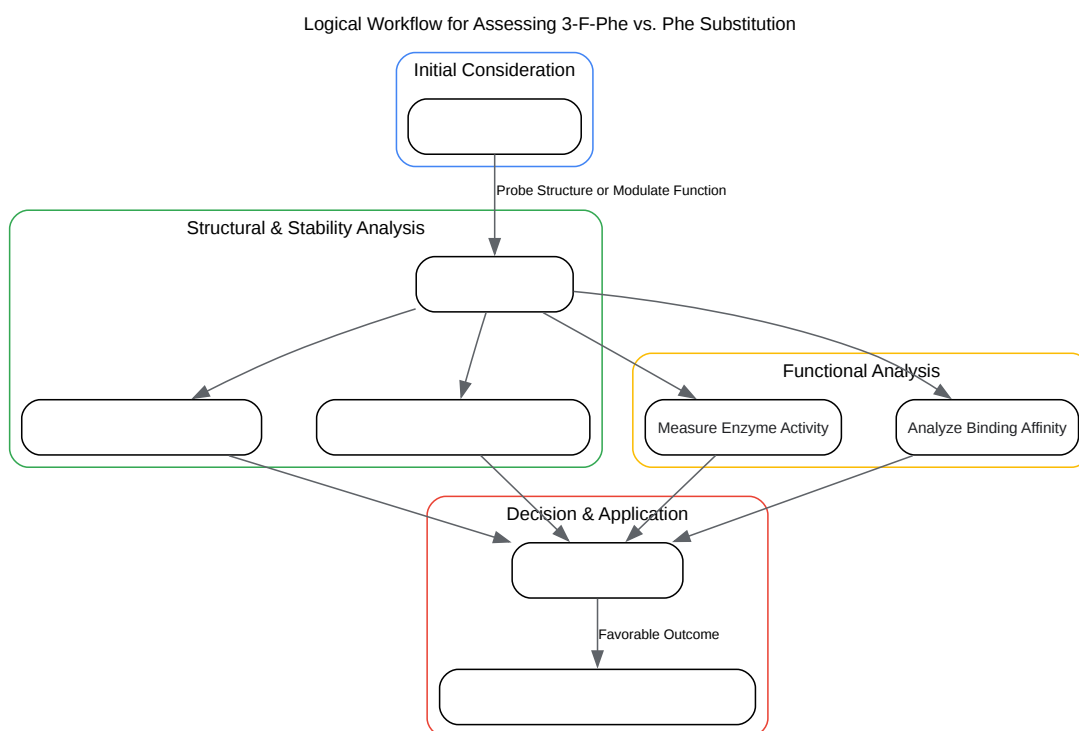 Logical Workflow for Assessing 3-F-Phe vs. Phe Substitution
Initial Consideration
Probe Structure or Modulate Function
Structural & Stability Analysis
Functional Analysis
Measure Enzyme Activity
Analyze Binding Affinity
Decision & Application
Favorable Outcome